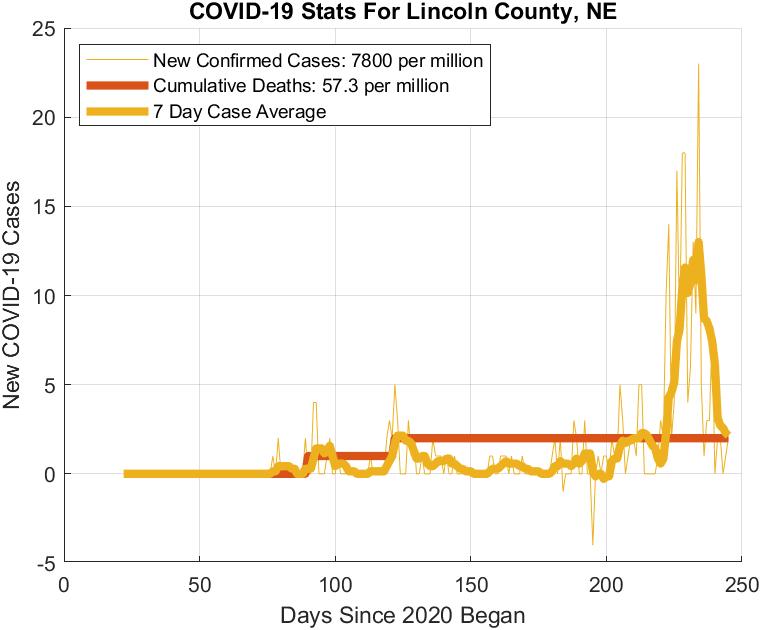 COVID-19 Stats For Lincoln County, NE
New Confirmed Cases: 7800 per million
Cumulative Deaths: 57.3 per million
7 Day Case Average
New COVID-19 Cases
25
20
15
10
5
0
-5
0 50 100 150 200 250
Days Since 2020 Began